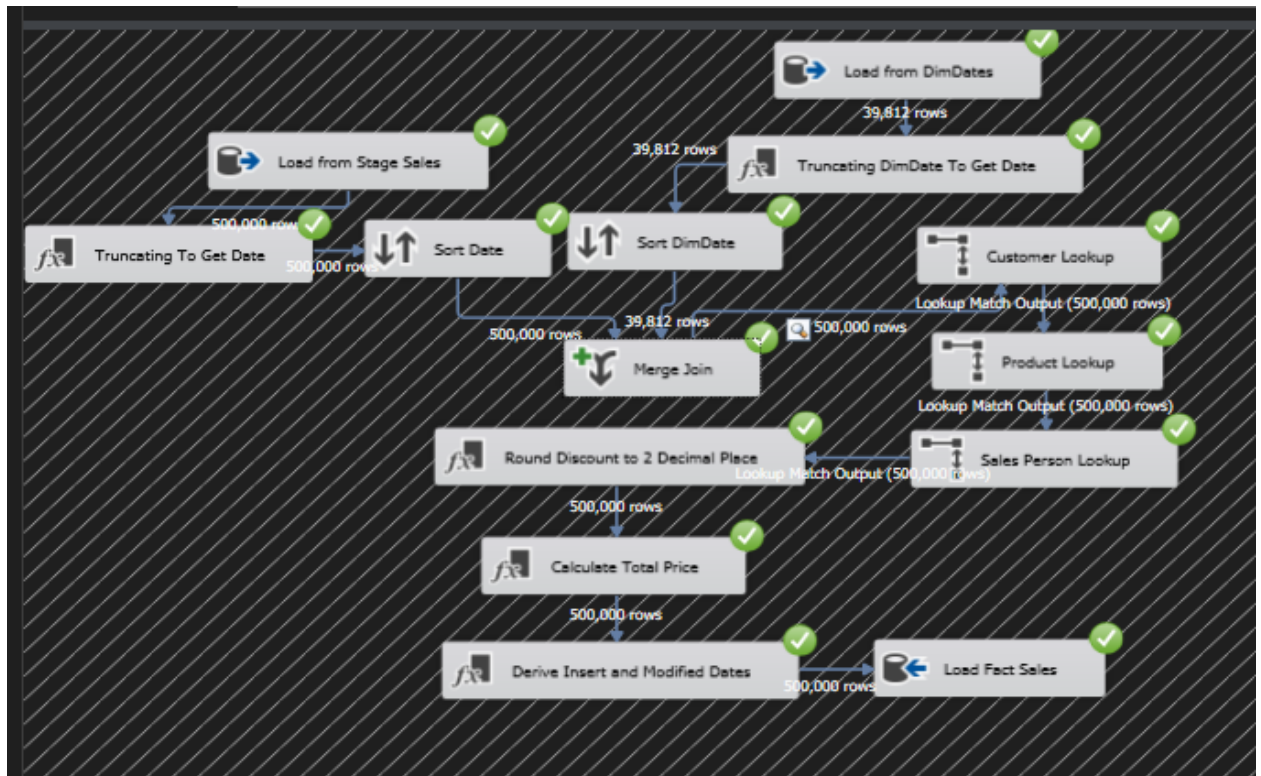 Load from DimDates
39,812 rows
Load from Stage Sales
39,812 rows
Truncating DimDate To Get Date
500,000 rows
Truncating To Get Date
500,000 rows
Sort Date
Sort DimDate
Customer Lookup
Lookup Match Output (500,000 rows)
500,000 rows
39,812 rows
500,000 rows
Merge Join
Product Lookup
Lookup Match Output (500,000 rows)
Round Discount to 2 Decimal Place
Lookup Match Output (500,000 rows)
Sales Person Lookup
500,000 rows
Calculate Total Price
500,000 rows
Derive Insert and Modified Dates
500,000 rows
Load Fact Sales